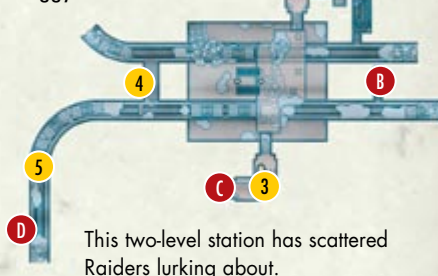 4
B
5
C
3
D
This two-level station has scattered
Raiders lurking about.